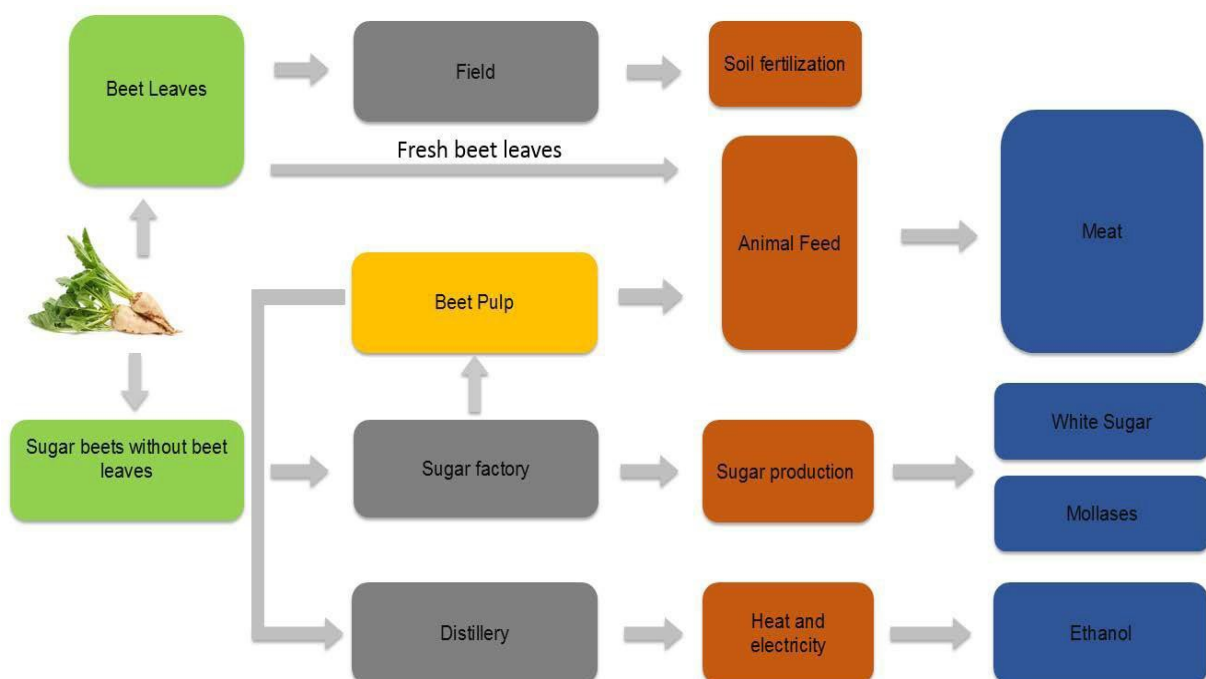 Beet Leaves
Field
Soil fertilization
Fresh beet leaves
Animal Feed
Meat
Beet Pulp
Sugar beets without beet
leaves
Sugar factory
Sugar production
White Sugar
Mollases
Distillery
Heat and
electricity
Ethanol